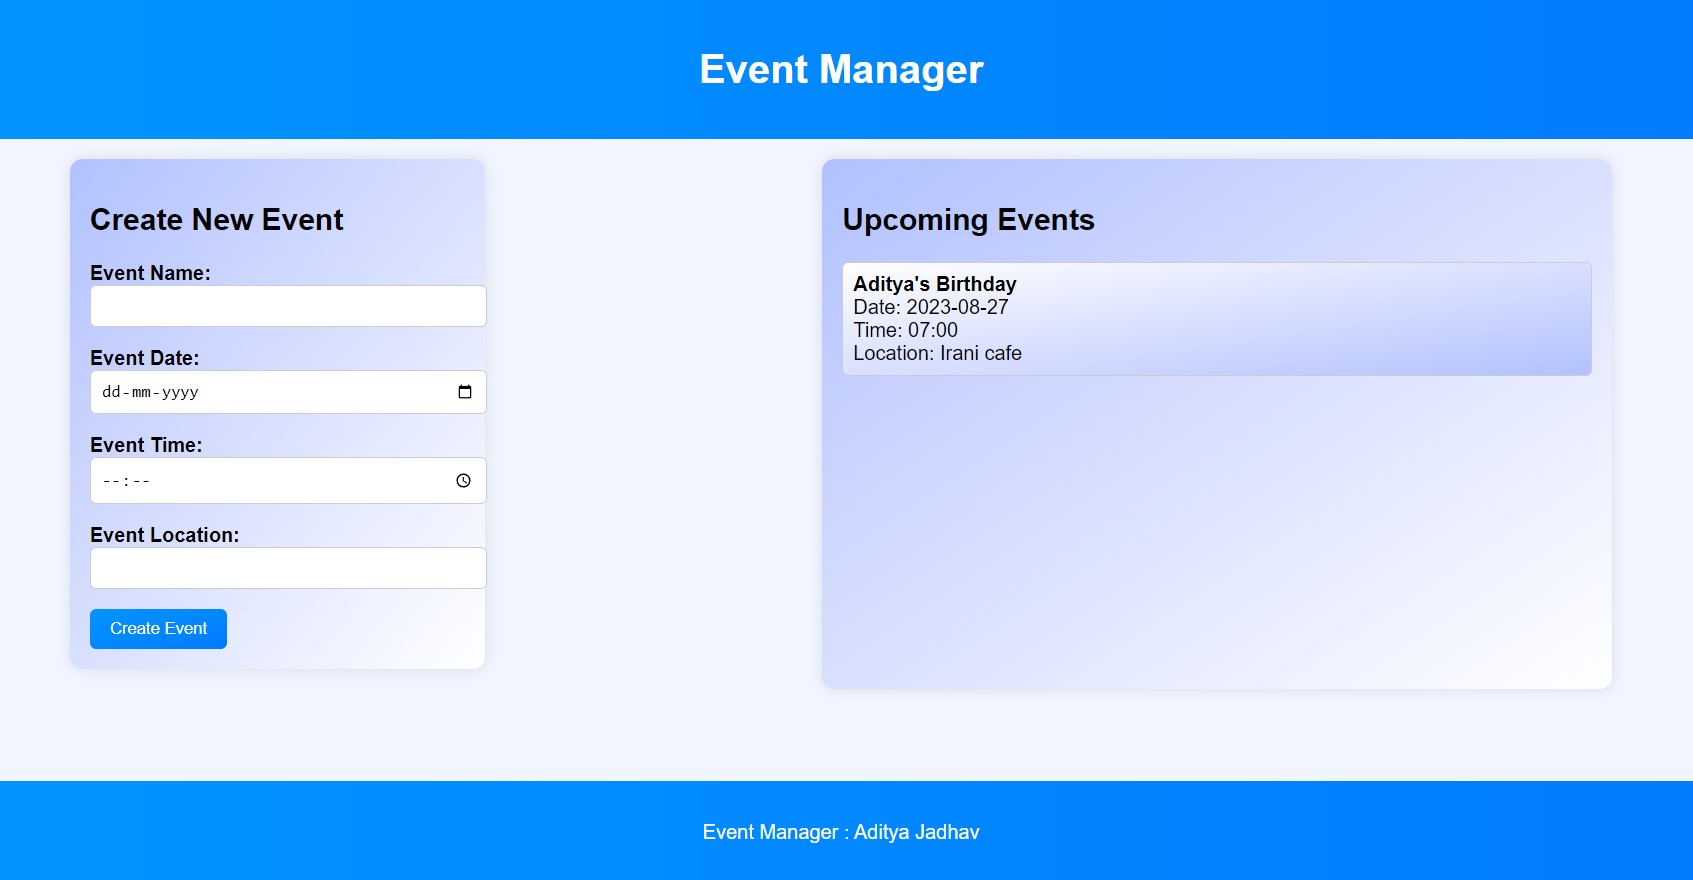 Event Manager
Create New Event
Event Name:
Event Date:
dd-mm-yyyy
Event Time:
--:--
Event Location:
Create Event
Upcoming Events
Aditya's Birthday
Date: 2023-08-27
Time: 07:00
Location: Irani cafe
Event Manager : Aditya Jadhav